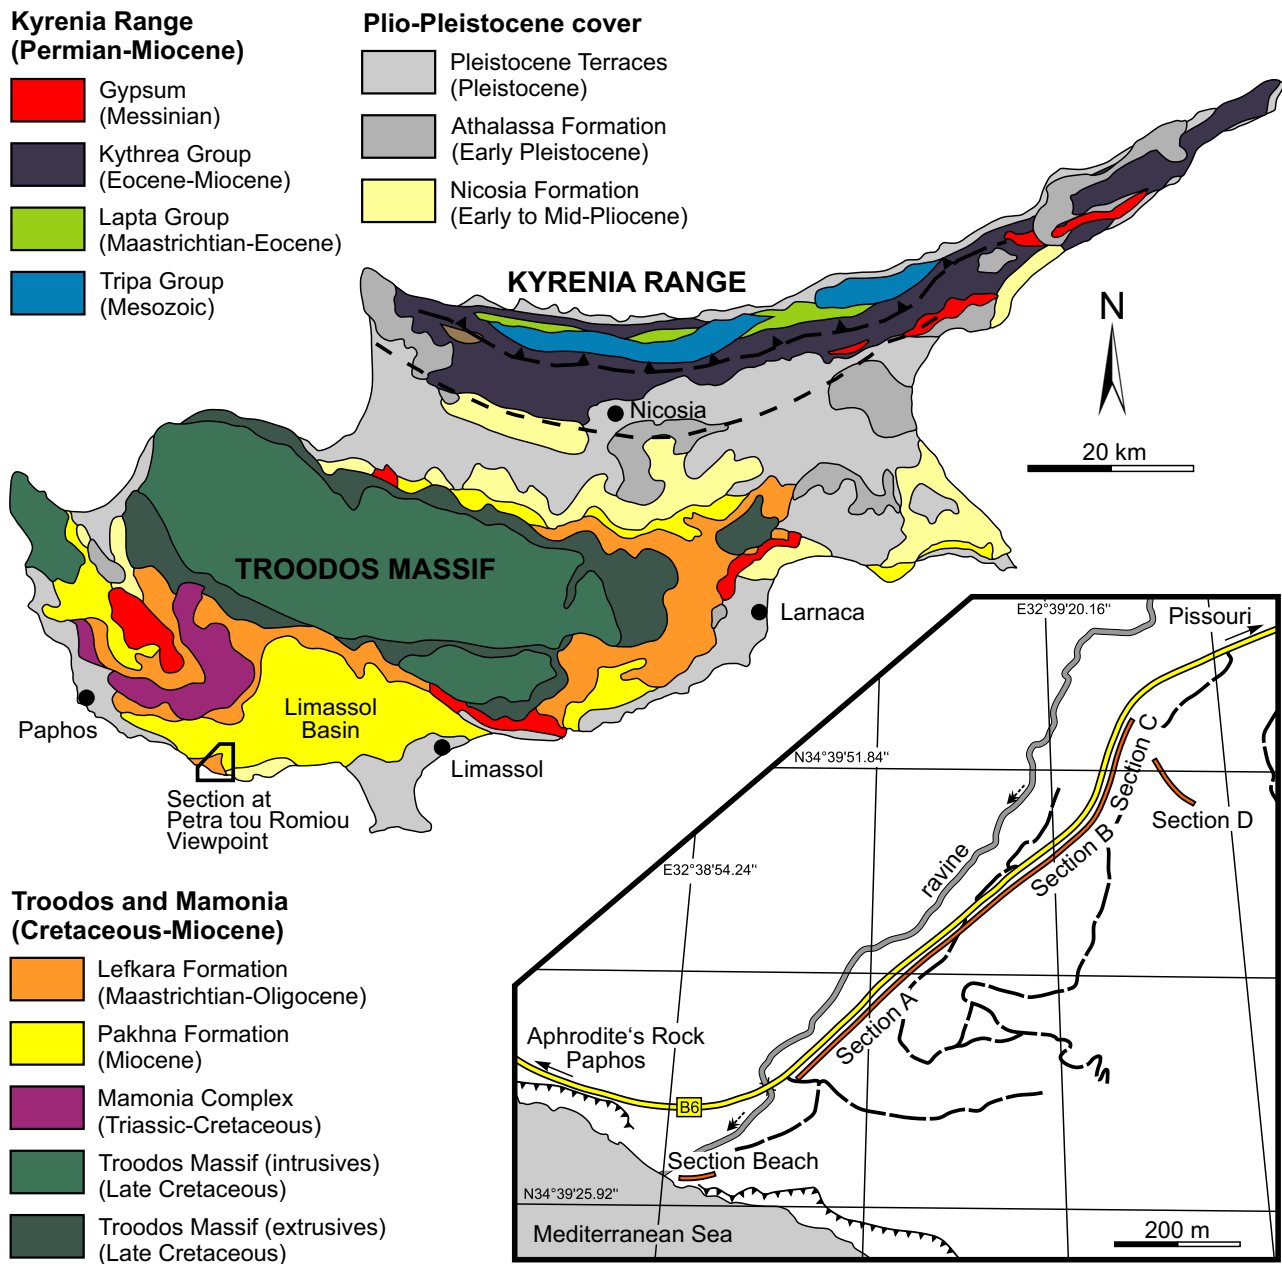 Kyrenia Range
(Permian-Miocene)
Gypsum
(Messinian)
Kythrea Group
(Eocene-Miocene)
Lapta Group
(Maastrichtian-Eocene)
Tripa Group
(Mesozoic)
Plio-Pleistocene cover
Pleistocene Terraces
(Pleistocene)
Athalassa Formation
(Early Pleistocene)
Nicosia Formation
(Early to Mid-Pliocene)
KYRENIA RANGE
N
20 km
Nicosia
TROODOS MASSIF
Larnaca
Paphos
Limassol
Basin
Limassol
Section at
Petra tou Romiou
Viewpoint
Troodos and Mamonia
(Cretaceous-Miocene)
Lefkara Formation
(Maastrichtian-Oligocene)
Pakhna Formation
(Miocene)
Mamonia Complex
(Triassic-Cretaceous)
Troodos Massif (intrusives)
(Late Cretaceous)
Troodos Massif (extrusives)
(Late Cretaceous)
E32°39'20.16"
Pissouri
N34°39'51.84"
E32°38'54.24"
ravine
Section B - Section C
Section D
Section A
Aphrodite‘s Rock
Paphos
B6
Section Beach
N34°39'25.92"
Mediterranean Sea
200 m